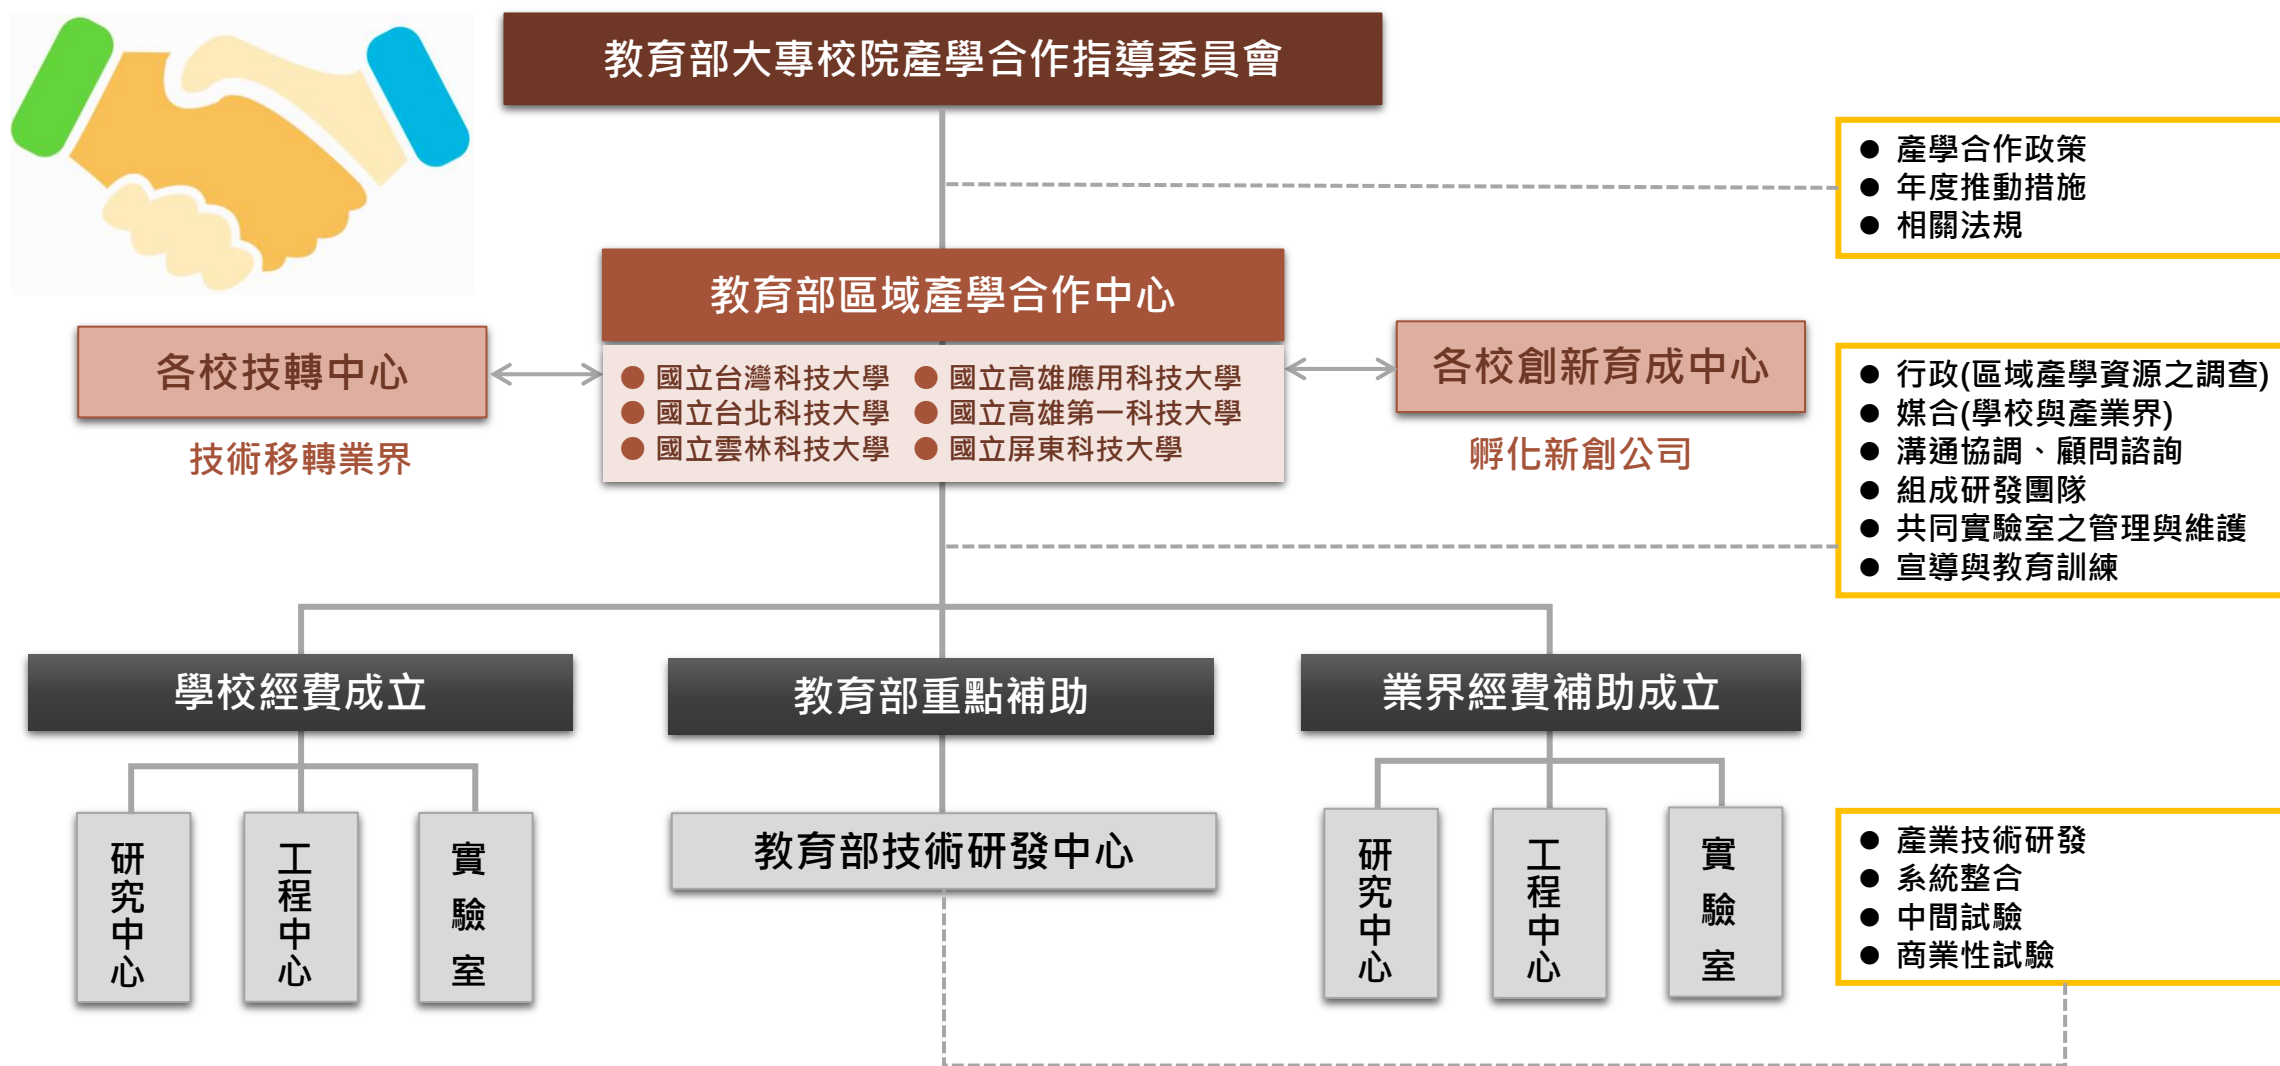 教育部大專校院產學合作指導委員會
產學合作政策
年度推動措施
相關法規
教育部區域產學合作中心
各校技轉中心
技術移轉業界
國立台灣科技大學
國立高雄應用科技大學
國立台北科技大學
國立高雄第一科技大學
國立雲林科技大學
國立屏東科技大學
各校創新育成中心
孵化新創公司
行政(區域產學資源之調查)
媒合(學校與產業界)
溝通協調、顧問諮詢
組成研發團隊
共同實驗室之管理與維護
宣導與教育訓練
學校經費成立
教育部重點補助
業界經費補助成立
研究中心
工程中心
實驗室
教育部技術研發中心
研究中心
工程中心
實驗室
產業技術研發
系統整合
中間試驗
商業性試驗